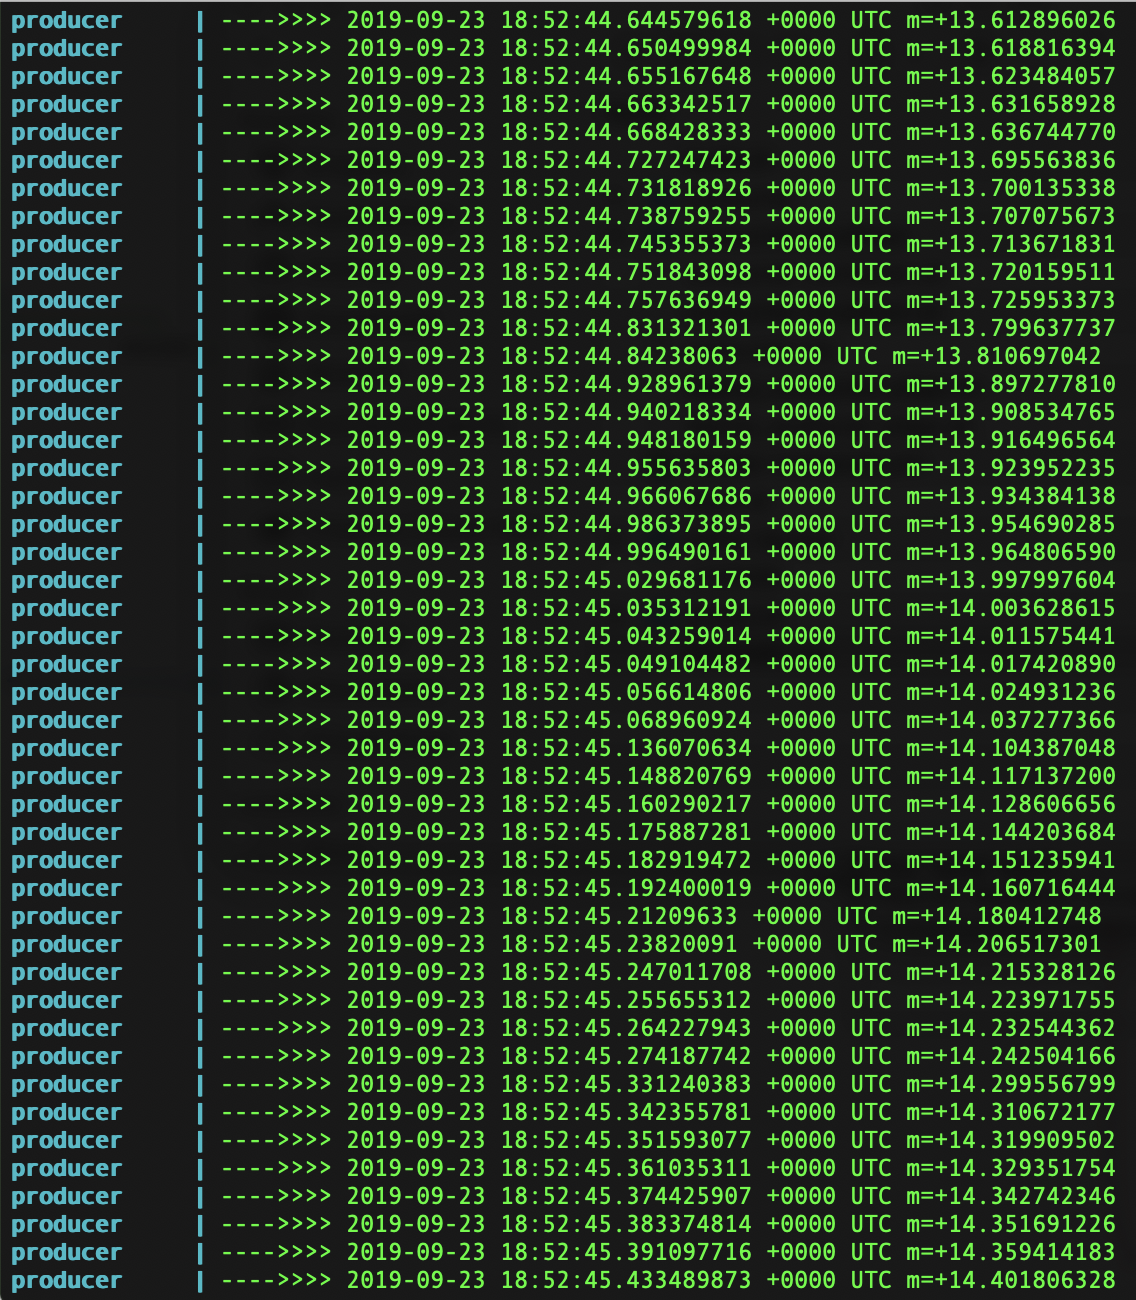 producer | ---->>>> 2019-09-23 18:52:44.644579618 +0000 UTC m=+13.612896026
producer | ---->>>> 2019-09-23 18:52:44.650499984 +0000 UTC m=+13.618816394
producer | ---->>>> 2019-09-23 18:52:44.655167648 +0000 UTC m=+13.623484057
producer | ---->>>> 2019-09-23 18:52:44.663342517 +0000 UTC m=+13.631658928
producer | ---->>>> 2019-09-23 18:52:44.668428333 +0000 UTC m=+13.636744770
producer | ---->>>> 2019-09-23 18:52:44.727247423 +0000 UTC m=+13.695563836
producer | ---->>>> 2019-09-23 18:52:44.731818926 +0000 UTC m=+13.700135338
producer | ---->>>> 2019-09-23 18:52:44.738759255 +0000 UTC m=+13.707075673
producer | ---->>>> 2019-09-23 18:52:44.745355373 +0000 UTC m=+13.713671831
producer | ---->>>> 2019-09-23 18:52:44.751843098 +0000 UTC m=+13.720159511
producer | ---->>>> 2019-09-23 18:52:44.757636949 +0000 UTC m=+13.725953373
producer | ---->>>> 2019-09-23 18:52:44.831321301 +0000 UTC m=+13.799637737
producer | ---->>>> 2019-09-23 18:52:44.84238063 +0000 UTC m=+13.810697042
producer | ---->>>> 2019-09-23 18:52:44.928961379 +0000 UTC m=+13.897277810
producer | ---->>>> 2019-09-23 18:52:44.940218334 +0000 UTC m=+13.908534765
producer | ---->>>> 2019-09-23 18:52:44.948180159 +0000 UTC m=+13.916496564
producer | ---->>>> 2019-09-23 18:52:44.955635803 +0000 UTC m=+13.923952235
producer | ---->>>> 2019-09-23 18:52:44.966067686 +0000 UTC m=+13.934384138
producer | ---->>>> 2019-09-23 18:52:44.986373895 +0000 UTC m=+13.954690285
producer | ---->>>> 2019-09-23 18:52:44.996490161 +0000 UTC m=+13.964806590
producer | ---->>>> 2019-09-23 18:52:45.029681176 +0000 UTC m=+13.997997604
producer | ---->>>> 2019-09-23 18:52:45.035312191 +0000 UTC m=+14.003628615
producer | ---->>>> 2019-09-23 18:52:45.043259014 +0000 UTC m=+14.011575441
producer | ---->>>> 2019-09-23 18:52:45.049104482 +0000 UTC m=+14.017420890
producer | ---->>>> 2019-09-23 18:52:45.056614806 +0000 UTC m=+14.024931236
producer | ---->>>> 2019-09-23 18:52:45.068960924 +0000 UTC m=+14.037277366
producer | ---->>>> 2019-09-23 18:52:45.136070634 +0000 UTC m=+14.104387048
producer | ---->>>> 2019-09-23 18:52:45.148820769 +0000 UTC m=+14.117137200
producer | ---->>>> 2019-09-23 18:52:45.160290217 +0000 UTC m=+14.128606656
producer | ---->>>> 2019-09-23 18:52:45.175887281 +0000 UTC m=+14.144203684
producer | ---->>>> 2019-09-23 18:52:45.182919472 +0000 UTC m=+14.151235941
producer | ---->>>> 2019-09-23 18:52:45.192400019 +0000 UTC m=+14.160716444
producer | ---->>>> 2019-09-23 18:52:45.21209633 +0000 UTC m=+14.180412748
producer | ---->>>> 2019-09-23 18:52:45.23820091 +0000 UTC m=+14.206517301
producer | ---->>>> 2019-09-23 18:52:45.247011708 +0000 UTC m=+14.215328126
producer | ---->>>> 2019-09-23 18:52:45.255655312 +0000 UTC m=+14.223971755
producer | ---->>>> 2019-09-23 18:52:45.264227943 +0000 UTC m=+14.232544362
producer | ---->>>> 2019-09-23 18:52:45.274187742 +0000 UTC m=+14.242504166
producer | ---->>>> 2019-09-23 18:52:45.331240383 +0000 UTC m=+14.299556799
producer | ---->>>> 2019-09-23 18:52:45.342355781 +0000 UTC m=+14.310672177
producer | ---->>>> 2019-09-23 18:52:45.351593077 +0000 UTC m=+14.319909502
producer | ---->>>> 2019-09-23 18:52:45.361035311 +0000 UTC m=+14.329351754
producer | ---->>>> 2019-09-23 18:52:45.374425907 +0000 UTC m=+14.342742346
producer | ---->>>> 2019-09-23 18:52:45.383374814 +0000 UTC m=+14.351691226
producer | ---->>>> 2019-09-23 18:52:45.391097716 +0000 UTC m=+14.359414183
producer | ---->>>> 2019-09-23 18:52:45.433489873 +0000 UTC m=+14.401806328